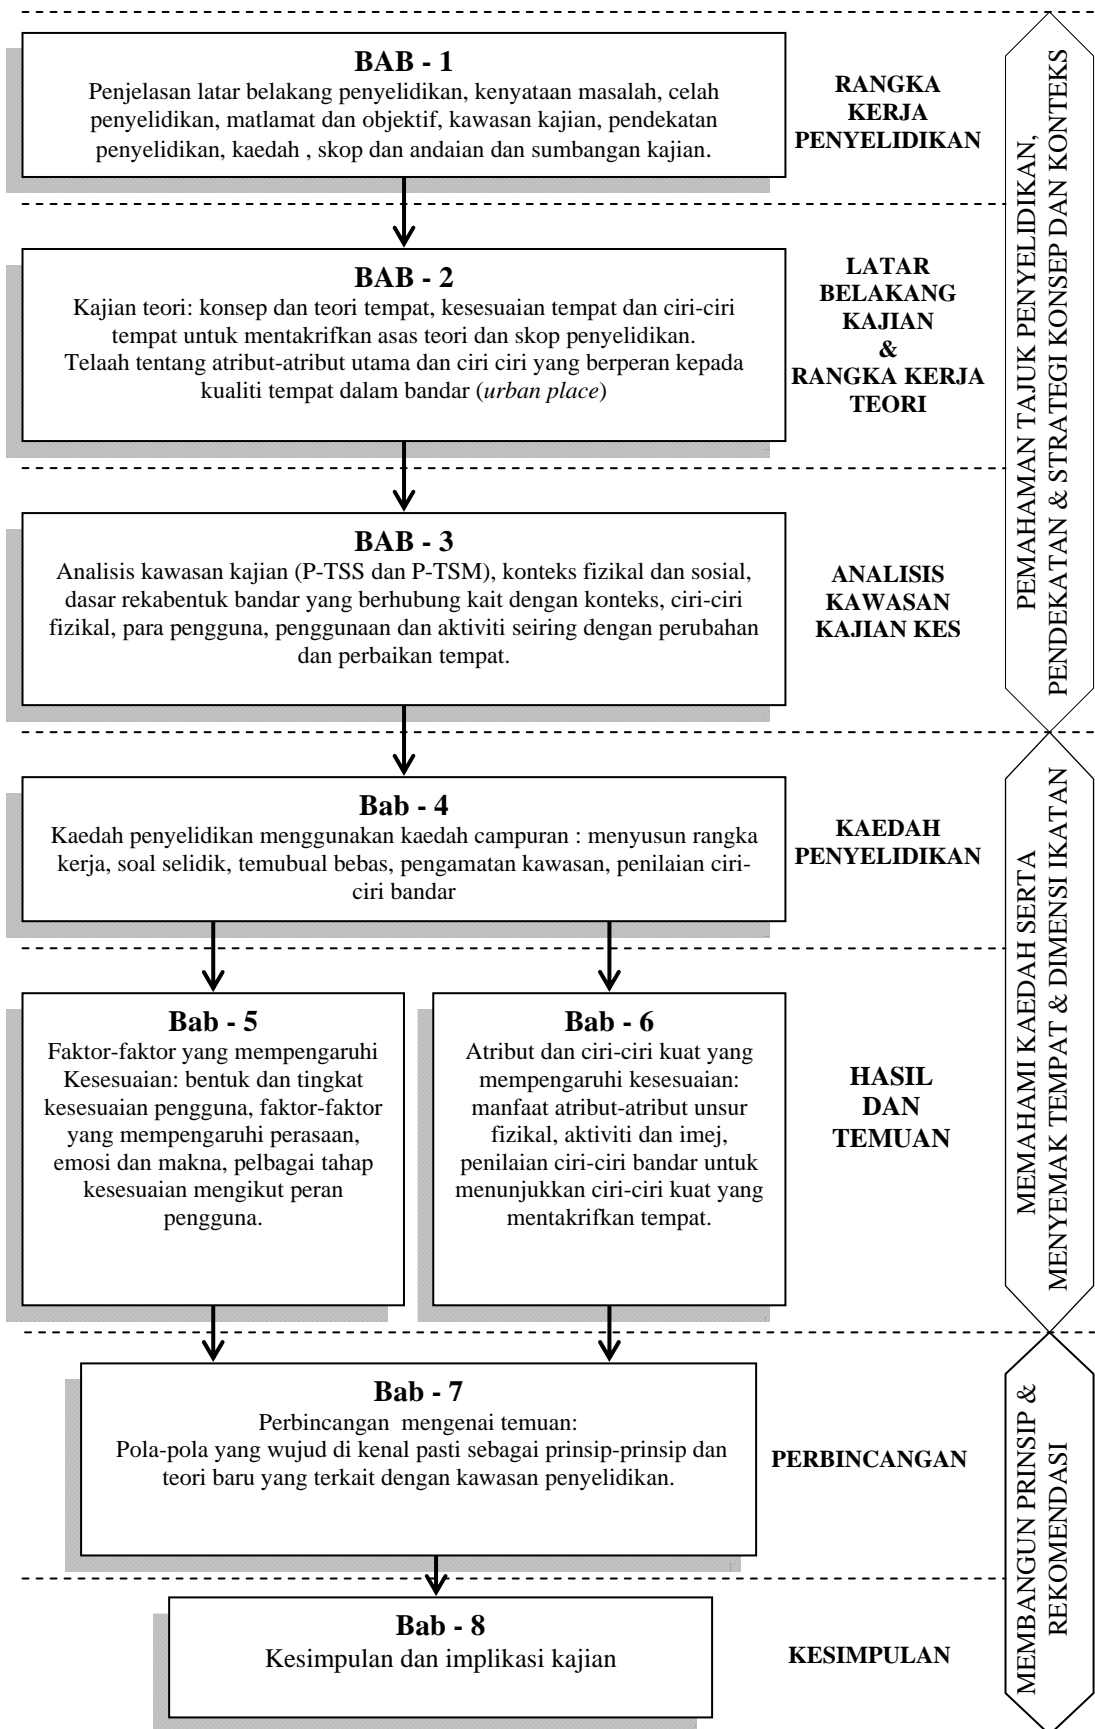 BAB - 1
Penjelasan latar belakang penyelidikan, kenyataan masalah, celah
penyelidikan, matlamat dan objektif, kawasan kajian, pendekatan
penyelidikan, kaedah , skop dan andaian dan sumbangan kajian.
RANGKA
KERJA
PENYELIDIKAN
BAB - 2
Kajian teori: konsep dan teori tempat, kesesuaian tempat dan ciri-ciri
tempat untuk mentakrifkan asas teori dan skop penyelidikan.
Telaah tentang atribut-atribut utama dan ciri ciri yang berperan kepada
kualiti tempat dalam bandar (urban place)
LATAR
BELAKANG
KAJIAN
&
RANGKA KERJA
TEORI
BAB - 3
Analisis kawasan kajian (P-TSS dan P-TSM), konteks fizikal dan sosial,
dasar rekabentuk bandar yang berhubung kait dengan konteks, ciri-ciri
fizikal, para pengguna, penggunaan dan aktiviti seiring dengan perubahan
dan perbaikan tempat.
ANALISIS
KAWASAN
KAJIAN KES
PEMAHAMAN TAJUK PENYELIDIKAN,
PENDEKATAN & STRATEGI KONSEP DAN KONTEKS
Bab - 4
Kaedah penyelidikan menggunakan kaedah campuran : menyusun rangka
kerja, soal selidik, temubual bebas, pengamatan kawasan, penilaian ciri-
ciri bandar
KAEDAH
PENYELIDIKAN
Bab - 5
Faktor-faktor yang mempengaruhi
Kesesuaian: bentuk dan tingkat
kesesuaian pengguna, faktor-faktor
yang mempengaruhi perasaan,
emosi dan makna, pelbagai tahap
kesesuaian mengikut peran
pengguna.
Bab - 6
Atribut dan ciri-ciri kuat yang
mempengaruhi kesesuaian:
manfaat atribut-atribut unsur
fizikal, aktiviti dan imej,
penilaian ciri-ciri bandar untuk
menunjukkan ciri-ciri kuat yang
mentakrifkan tempat.
HASIL
DAN
TEMUAN
MEMAHAMI KAEDAH SERTA
MENYEMAK TEMPAT & DIMENSI IKATAN
Bab - 7
Perbincangan mengenai temuan:
Pola-pola yang wujud di kenal pasti sebagai prinsip-prinsip dan
teori baru yang terkait dengan kawasan penyelidikan.
PERBINCANGAN
Bab - 8
Kesimpulan dan implikasi kajian
KESIMPULAN
MEMBANGUN PRINSIP &
REKOMENDASI